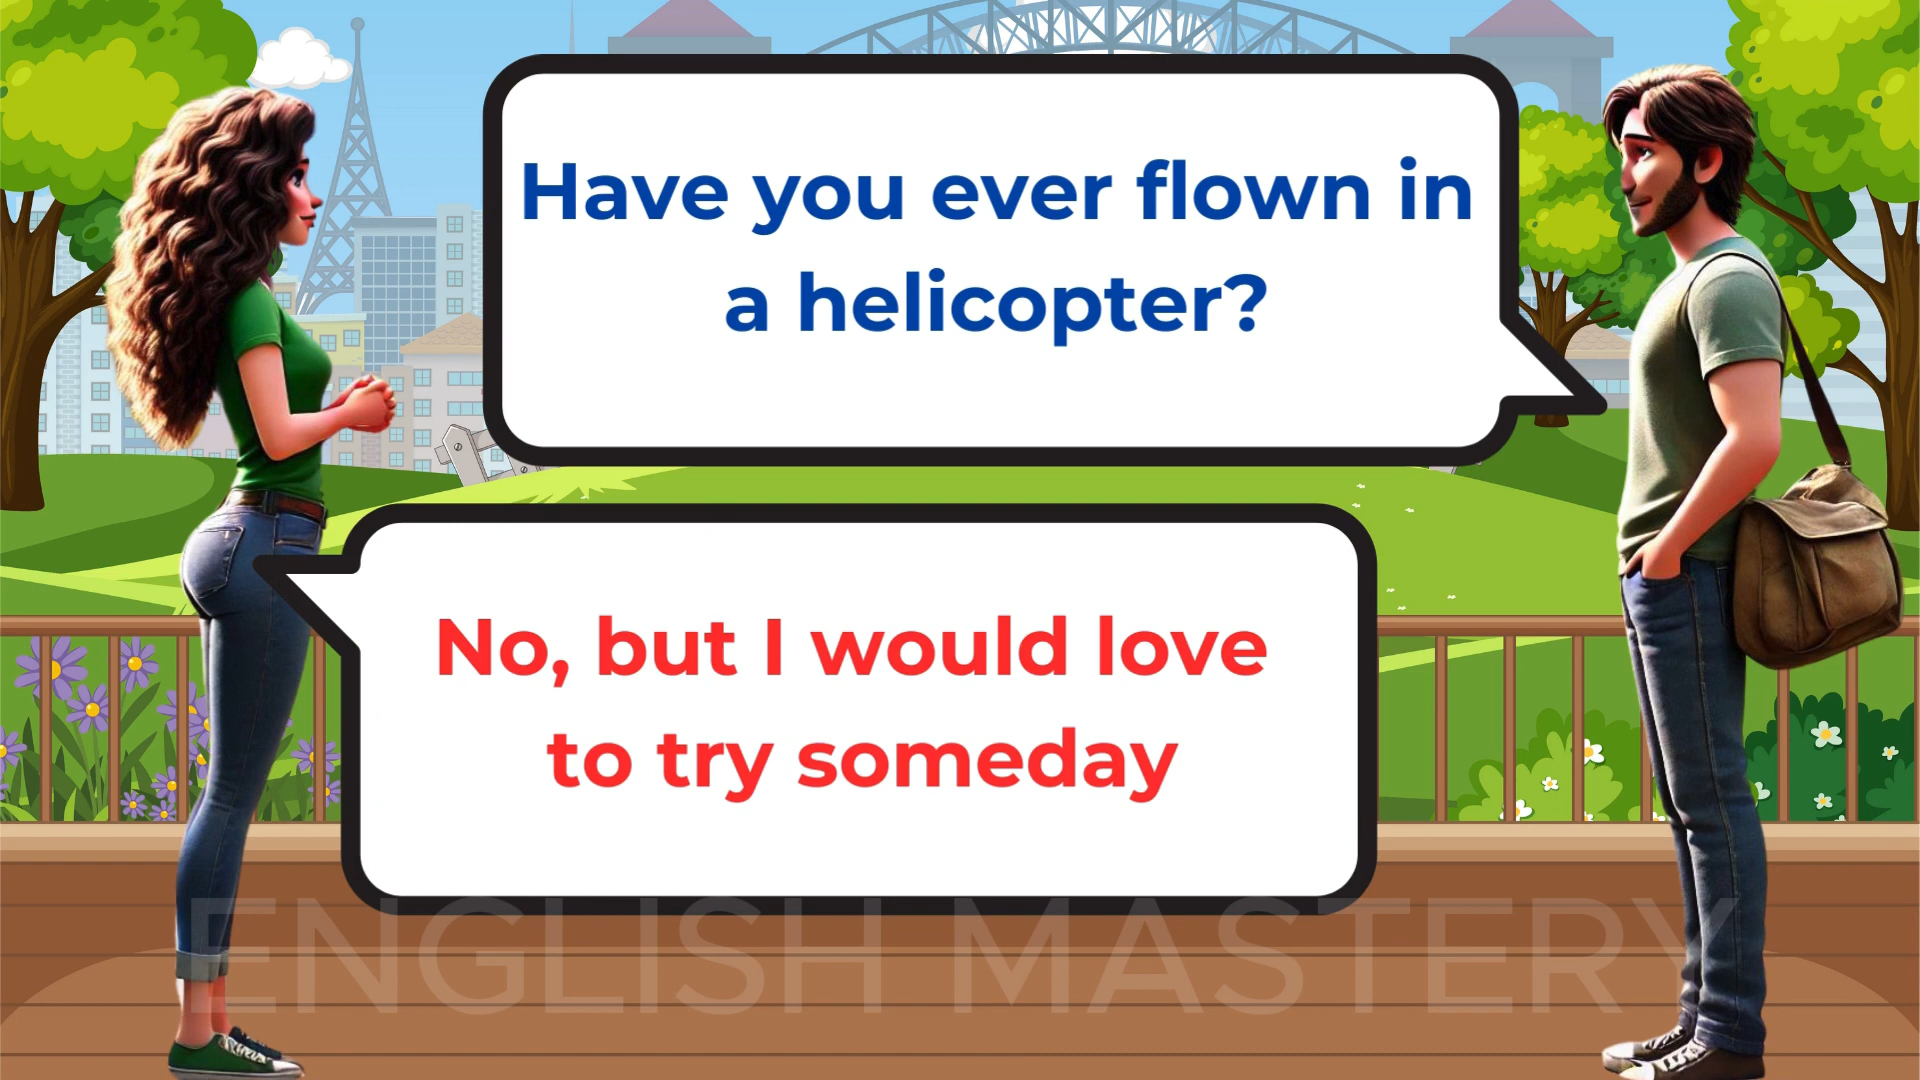 Have you ever flown in
a helicopter?
No, but I would love
to try someday
ENGLISH MASTERY